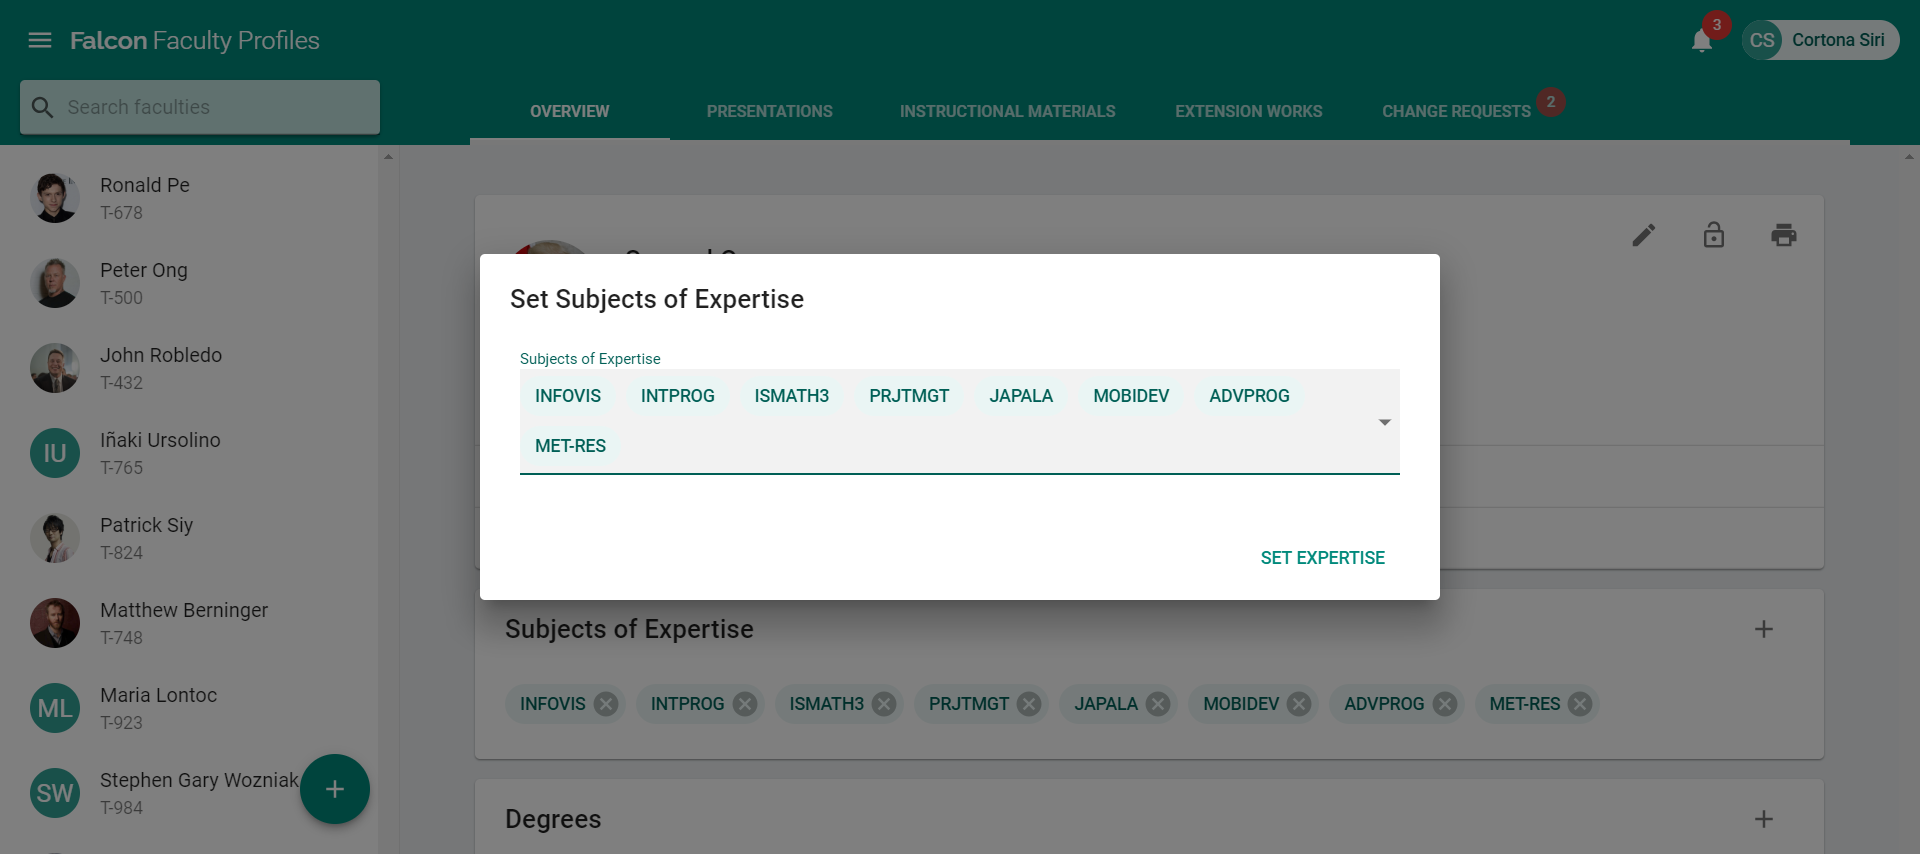 Falcon Faculty Profiles
3
CS Cortona Siri
Search faculties
OVERVIEW PRESENTATIONS INSTRUCTIONAL MATERIALS EXTENSION WORKS CHANGE REQUESTS 2
Ronald Pe
T-678
Peter Ong
T-500
John Robledo
T-432
IU
Iñaki Ursolino
T-765
Patrick Siy
T-824
Matthew Berninger
T-748
ML
Maria Lontoc
T-923
SW
Stephen Gary Wozniak
T-984
Set Subjects of Expertise
Subjects of Expertise
INFOVIS INTPROG ISMATH3 PRJTMGT JAPALA MOBIDEV ADVPROG
MET-RES
SET EXPERTISE
Subjects of Expertise
INFOVIS INTPROG ISMATH3 PRJTMGT JAPALA MOBIDEV ADVPROG MET-RES
Degrees